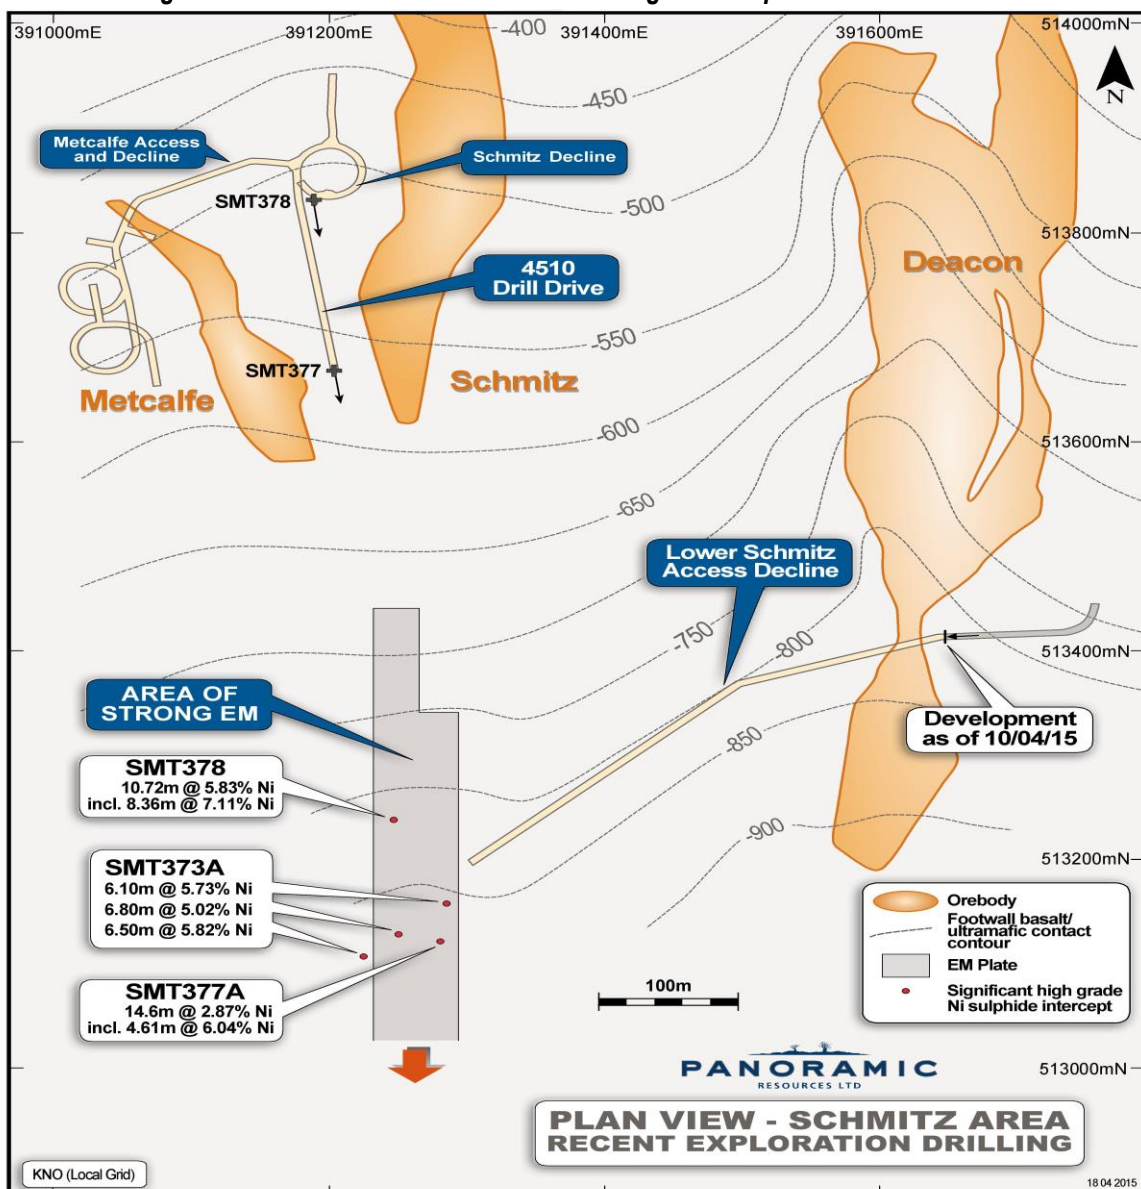 391000mE
391200mE
391400mE
391600mE
514000mN
-400
-450
N
Metcalfe Access
and Decline
Schmitz Decline
SMT378
-500
513800mN
Deacon
4510
Drill Drive
-550
SMT377
Schmitz
Metcalfe
-600
513600mN
-650
Lower Schmitz
Access Decline
-750
-800
513400mN
AREA OF
STRONG EM
Development
as of 10/04/15
-850
SMT378
10.72m @ 5.83% Ni
incl. 8.36m @ 7.11% Ni
-900
SMT373A
6.10m @ 5.73% Ni
6.80m @ 5.02% Ni
6.50m @ 5.82% Ni
513200mN
Orebody
Footwall basalt/
ultramafic contact
contour
EM Plate
Significant high grade
Ni sulphide intercept
SMT377A
14.6m @ 2.87% Ni
incl. 4.61m @ 6.04% Ni
100m
PANORAMIC
RESOURCES LTD
513000mN
PLAN VIEW - SCHMITZ AREA
RECENT EXPLORATION DRILLING
KNO (Local Grid)
18 04 2015